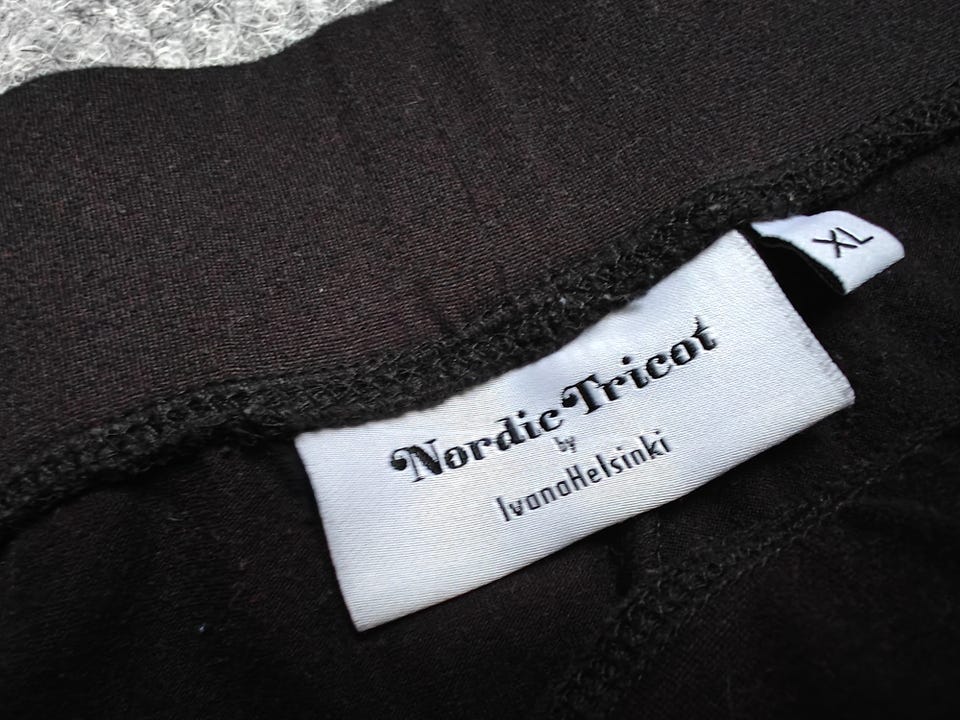 Nordic Tricot
by
IvanaHelsinki
XL